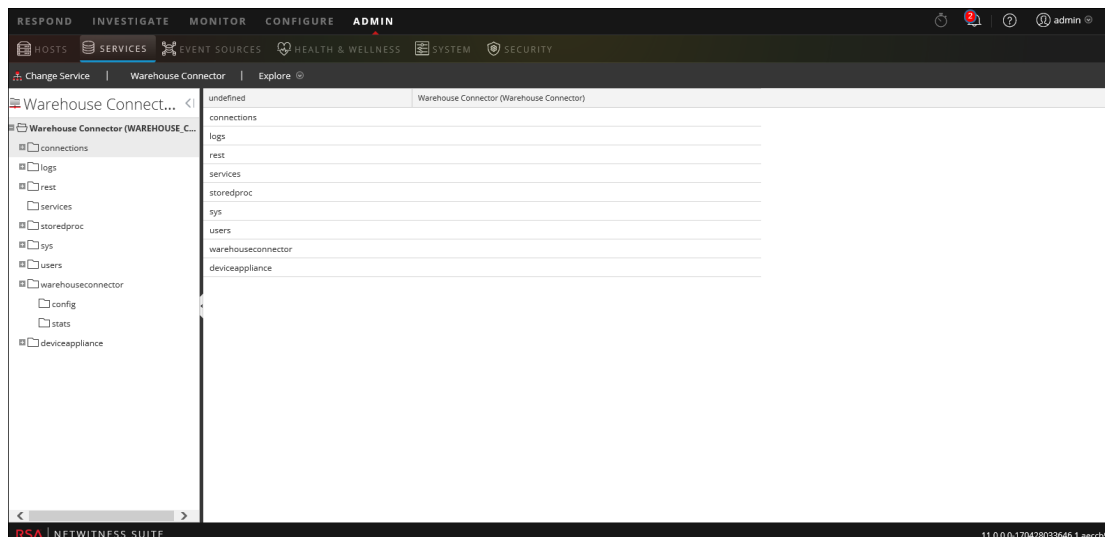 RESPOND INVESTIGATE MONITOR CONFIGURE ADMIN 2 ? admin
HOSTS SERVICES EVENT SOURCES HEALTH & WELLNESS SYSTEM SECURITY
Change Service | Warehouse Connector | Explore
Warehouse Connect...
Warehouse Connector (WAREHOUSE_C...
connections
logs
rest
services
storedproc
sys
users
warehouseconnector
config
stats
deviceappliance
undefined Warehouse Connector (Warehouse Connector)
connections
logs
rest
services
storedproc
sys
users
warehouseconnector
deviceappliance
RSA | NETWITNESS SUITE